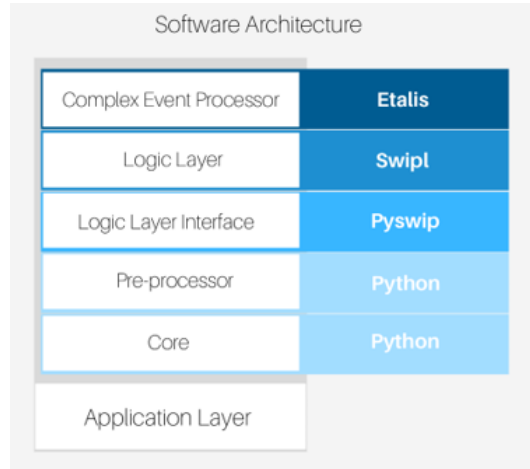 Software Architecture
Complex Event Processor Etalis
Logic Layer Swipl
Logic Layer Interface Pyswip
Pre-processor Python
Core Python
Application Layer